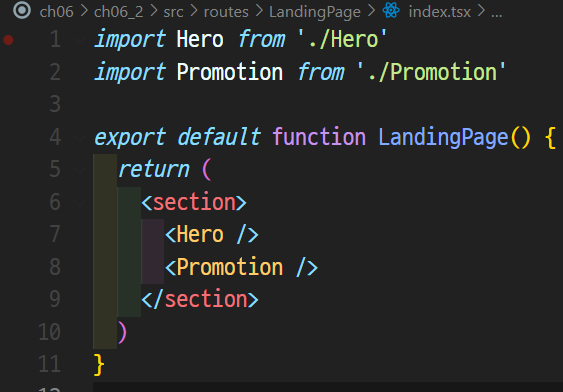 ch06 > ch06_2 > src > routes > LandingPage > index.tsx > ...
1 import Hero from './Hero'
2 import Promotion from './Promotion'
3
4 export default function LandingPage() {
5   return (
6     <section>
7       <Hero />
8       <Promotion />
9     </section>
10   )
11 }